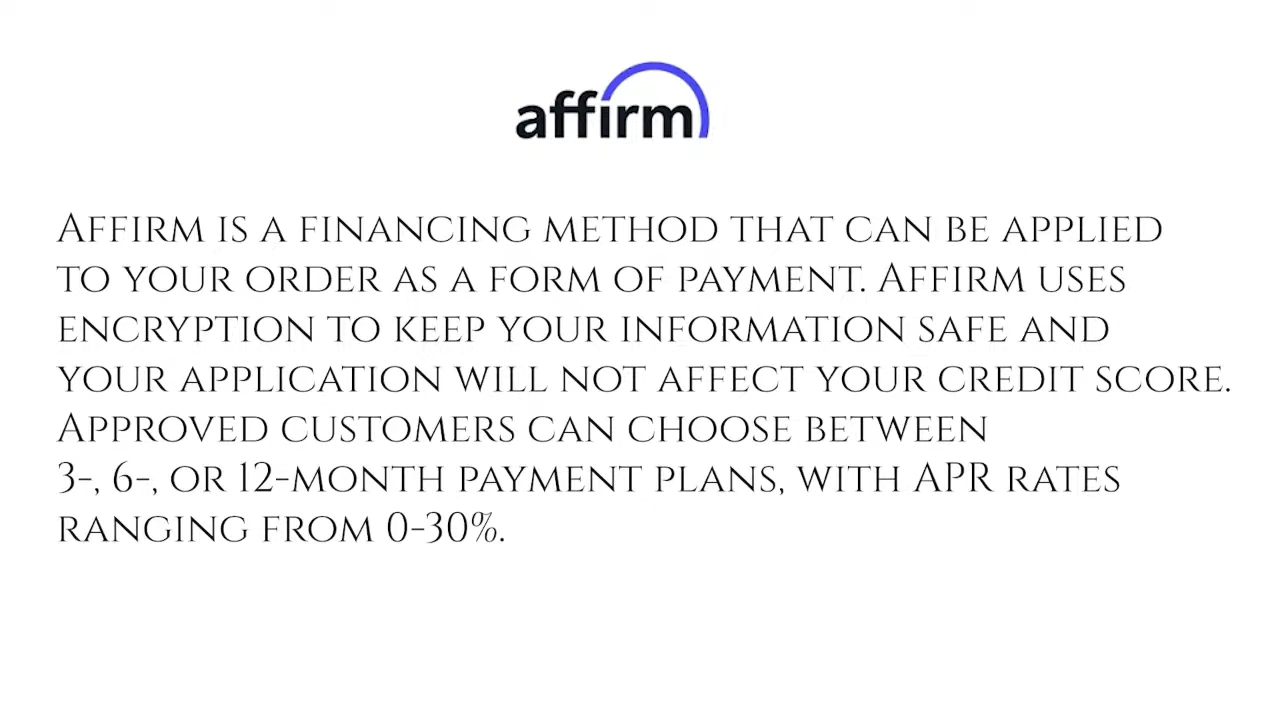 affirm
Affirm is a financing method that can be applied
to your order as a form of payment. Affirm uses
encryption to keep your information safe and
your application will not affect your credit score.
Approved customers can choose between
3-, 6-, or 12-month payment plans, with APR rates
ranging from 0-30%.